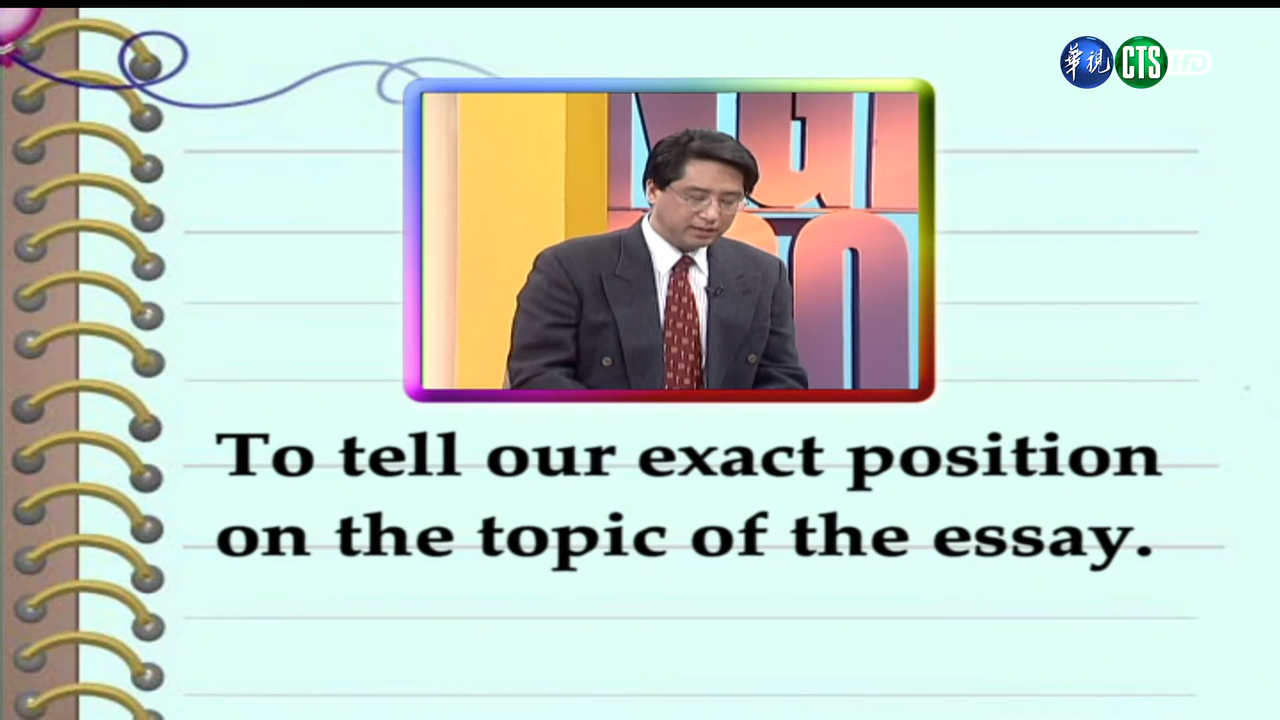 華視 CTS HD
To tell our exact position
on the topic of the essay.